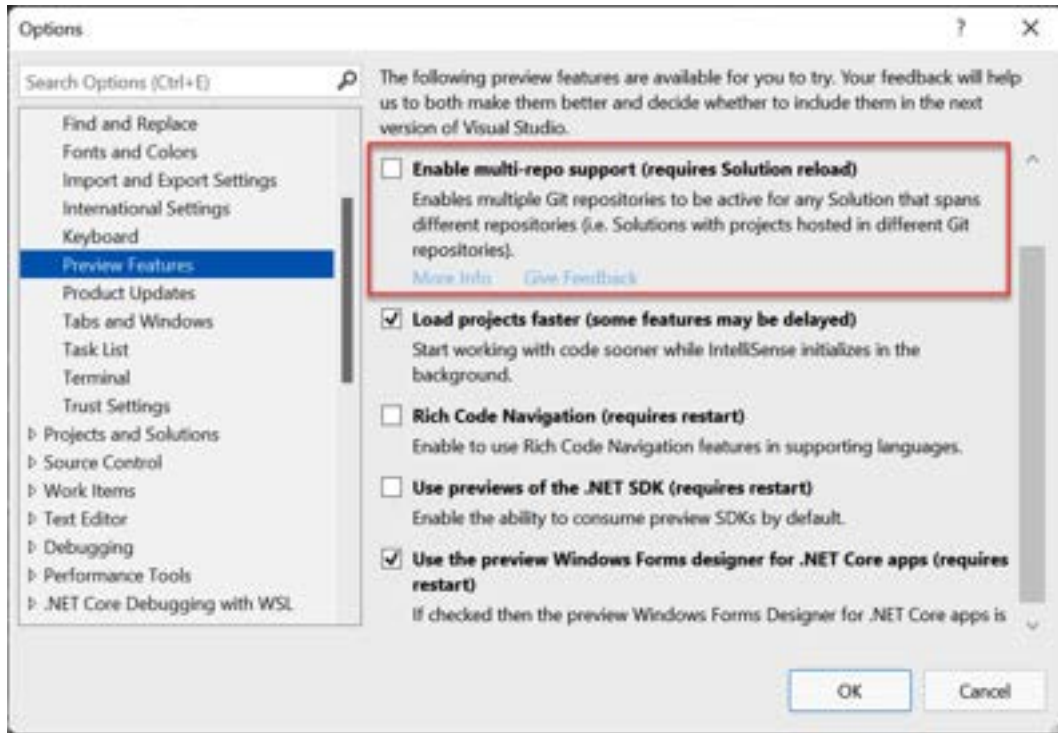 Options
?
Search Options (Ctrl+E)
Find and Replace
Fonts and Colors
Import and Export Settings
International Settings
Keyboard
Preview Features
Product Updates
Tabs and Windows
Task List
Terminal
Trust Settings
Projects and Solutions
Source Control
Work Items
Text Editor
Debugging
Performance Tools
.NET Core Debugging with WSL
The following preview features are available for you to try. Your feedback will help
us to both make them better and decide whether to include them in the next
version of Visual Studio.
Enable multi-repo support (requires Solution reload)
Enables multiple Git repositories to be active for any Solution that spans
different repositories (i.e. Solutions with projects hosted in different Git
repositories).
More Info Give Feedback
Load projects faster (some features may be delayed)
Start working with code sooner while IntelliSense initializes in the
background.
Rich Code Navigation (requires restart)
Enable to use Rich Code Navigation features in supporting languages.
Use previews of the .NET SDK (requires restart)
Enable the ability to consume preview SDKs by default.
Use the preview Windows Forms designer for .NET Core apps (requires
restart)
If checked then the preview Windows Forms Designer for .NET Core apps is
OK Cancel